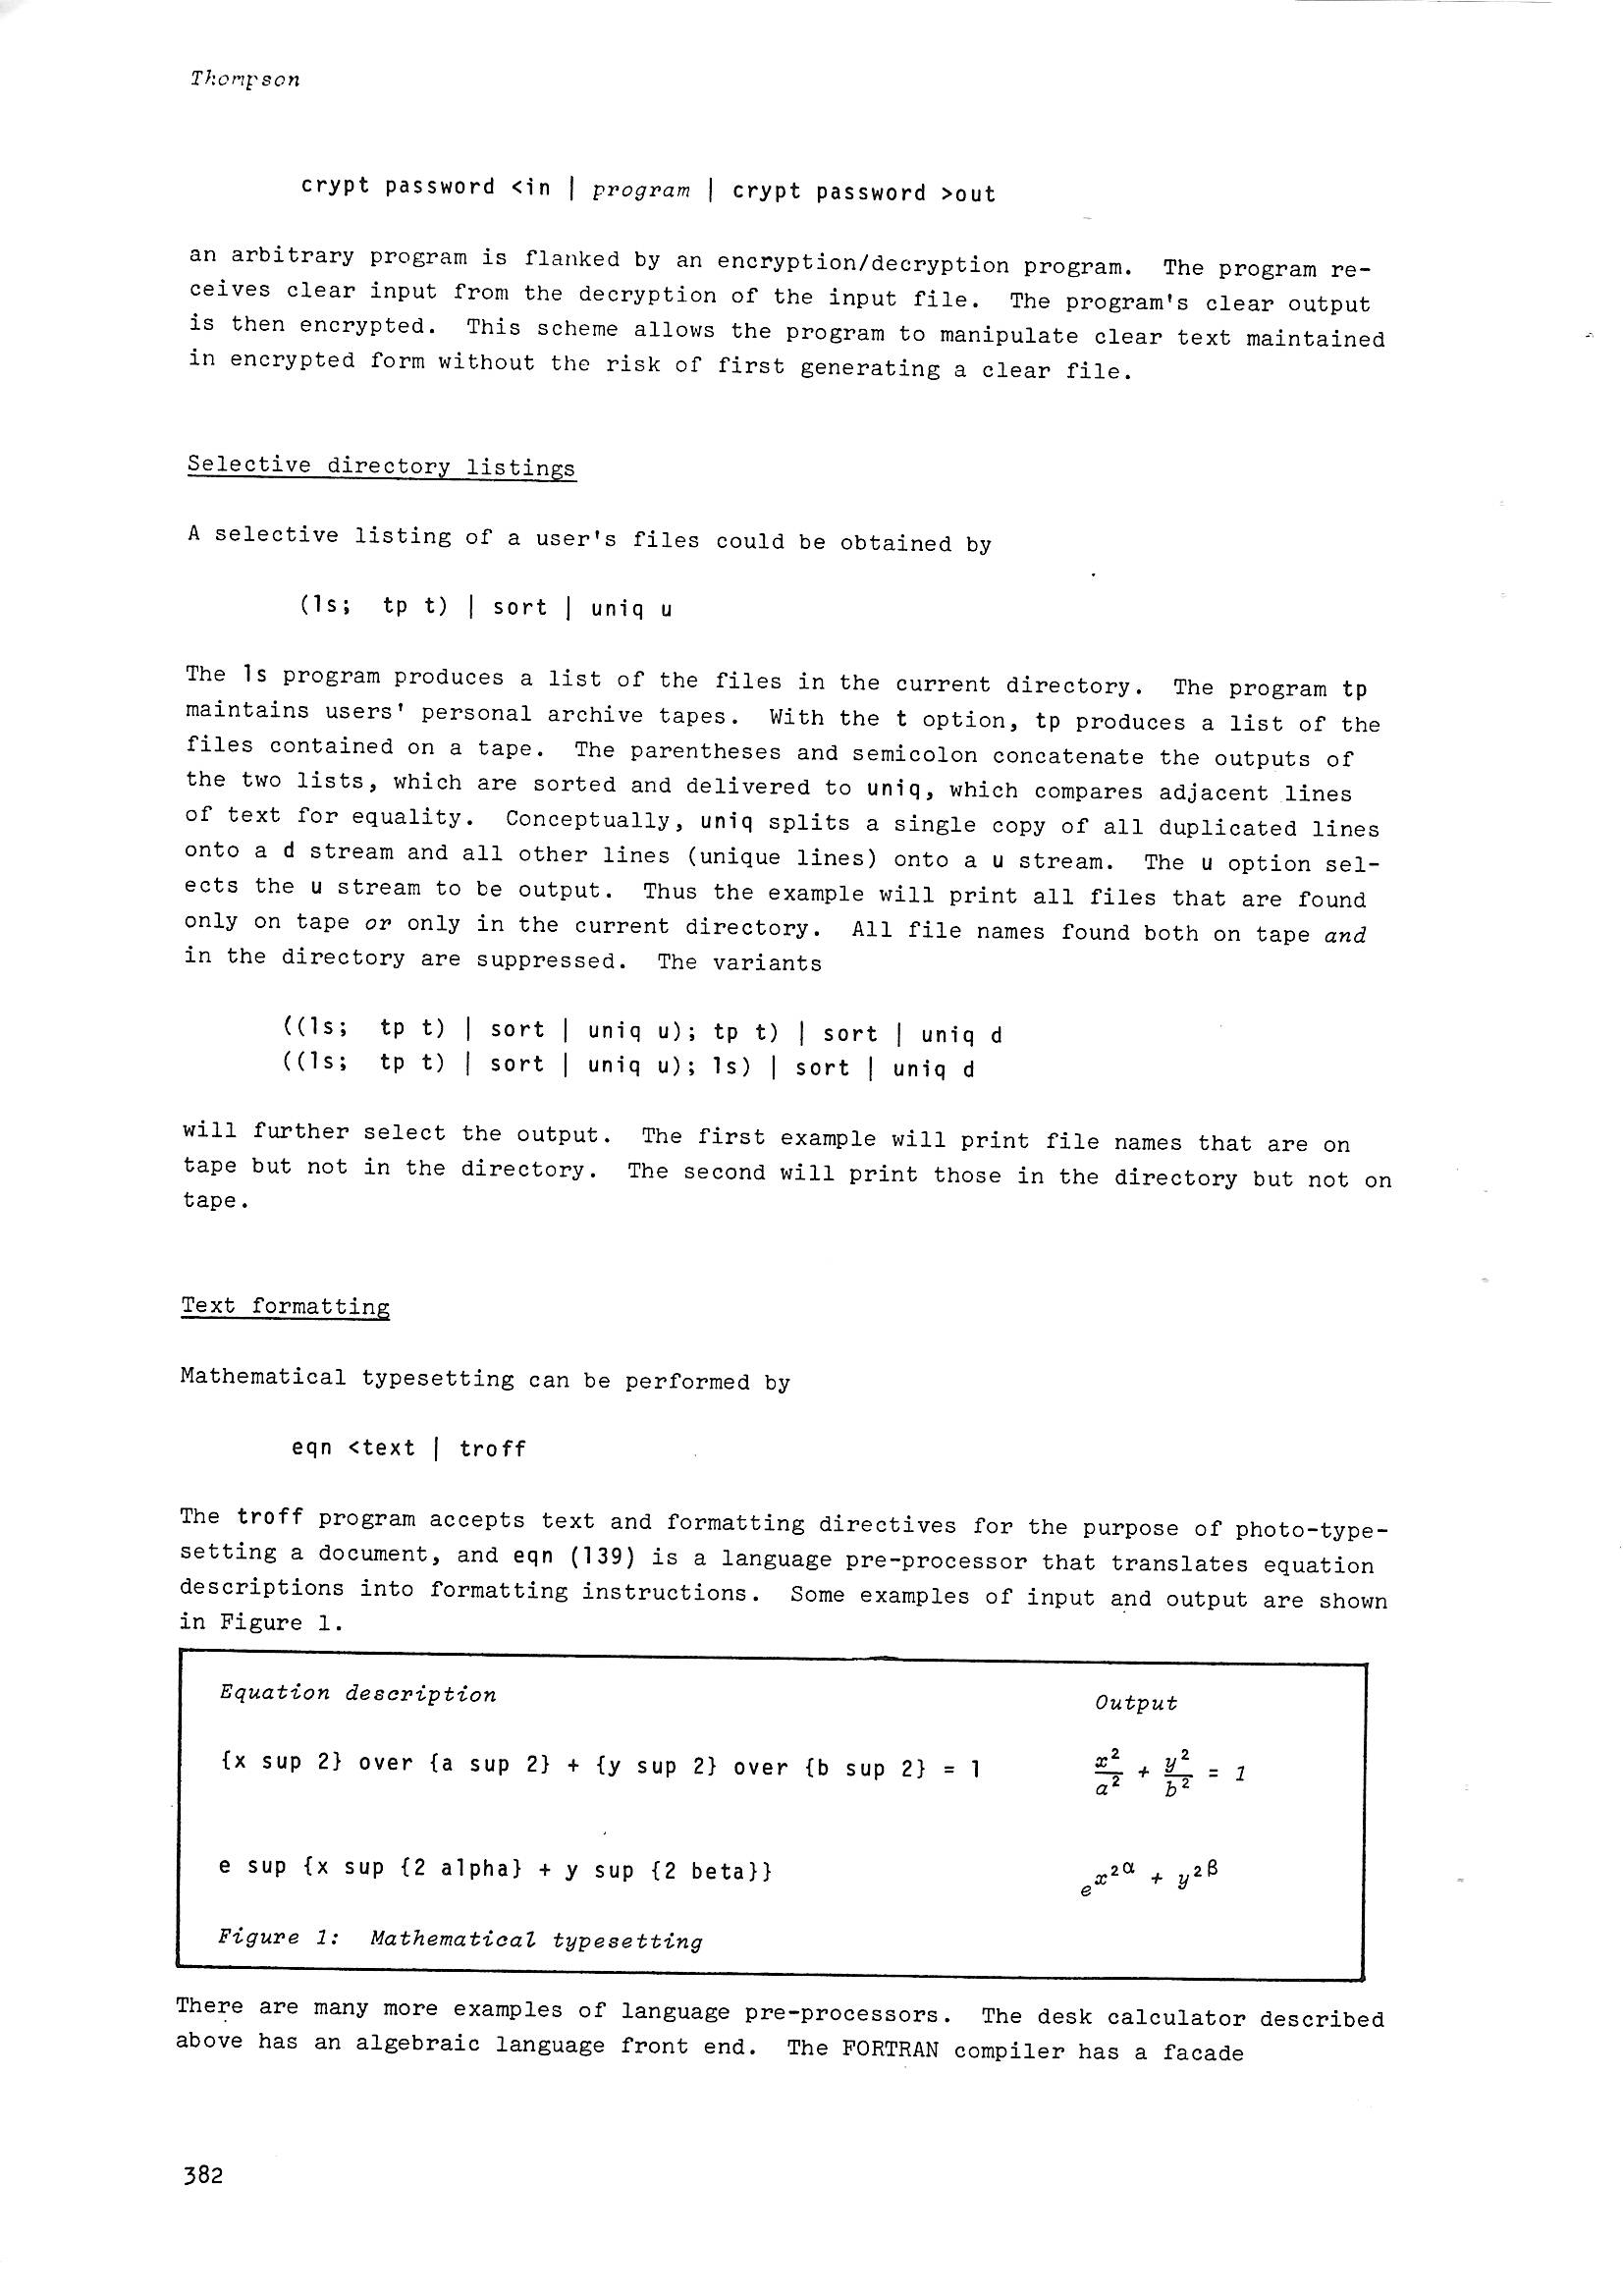 Thompson
crypt password <in | program | crypt password >out
an arbitrary program is flanked by an encryption/decryption program. The program re-
ceives clear input from the decryption of the input file. The program's clear output
is then encrypted. This scheme allows the program to manipulate clear text maintained
in encrypted form without the risk of first generating a clear file.
Selective directory listings
A selective listing of a user's files could be obtained by
(ls; tp t) | sort | uniq u
The ls program produces a list of the files in the current directory. The program tp
maintains users' personal archive tapes. With the t option, tp produces a list of the
files contained on a tape. The parentheses and semicolon concatenate the outputs of
the two lists, which are sorted and delivered to uniq, which compares adjacent lines
of text for equality. Conceptually, uniq splits a single copy of all duplicated lines
onto a d stream and all other lines (unique lines) onto a u stream. The u option sel-
ects the u stream to be output. Thus the example will print all files that are found
only on tape or only in the current directory. All file names found both on tape and
in the directory are suppressed. The variants
((ls; tp t) | sort | uniq u); tp t) | sort | uniq d
((ls; tp t) | sort | uniq u); ls) | sort | uniq d
will further select the output. The first example will print file names that are on
tape but not in the directory. The second will print those in the directory but not on
tape.
Text formatting
Mathematical typesetting can be performed by
eqn <text | troff
The troff program accepts text and formatting directives for the purpose of photo-type-
setting a document, and eqn (139) is a language pre-processor that translates equation
descriptions into formatting instructions. Some examples of input and output are shown
in Figure 1.
Equation description Output
{x sup 2} over {a sup 2} + {y sup 2} over {b sup 2} = 1 x²/a² + y²/b² = 1
e sup {x sup {2 alpha} + y sup {2 beta}} e^(x^(2α) + y^(2β))
Figure 1: Mathematical typesetting
There are many more examples of language pre-processors. The desk calculator described
above has an algebraic language front end. The FORTRAN compiler has a facade
382